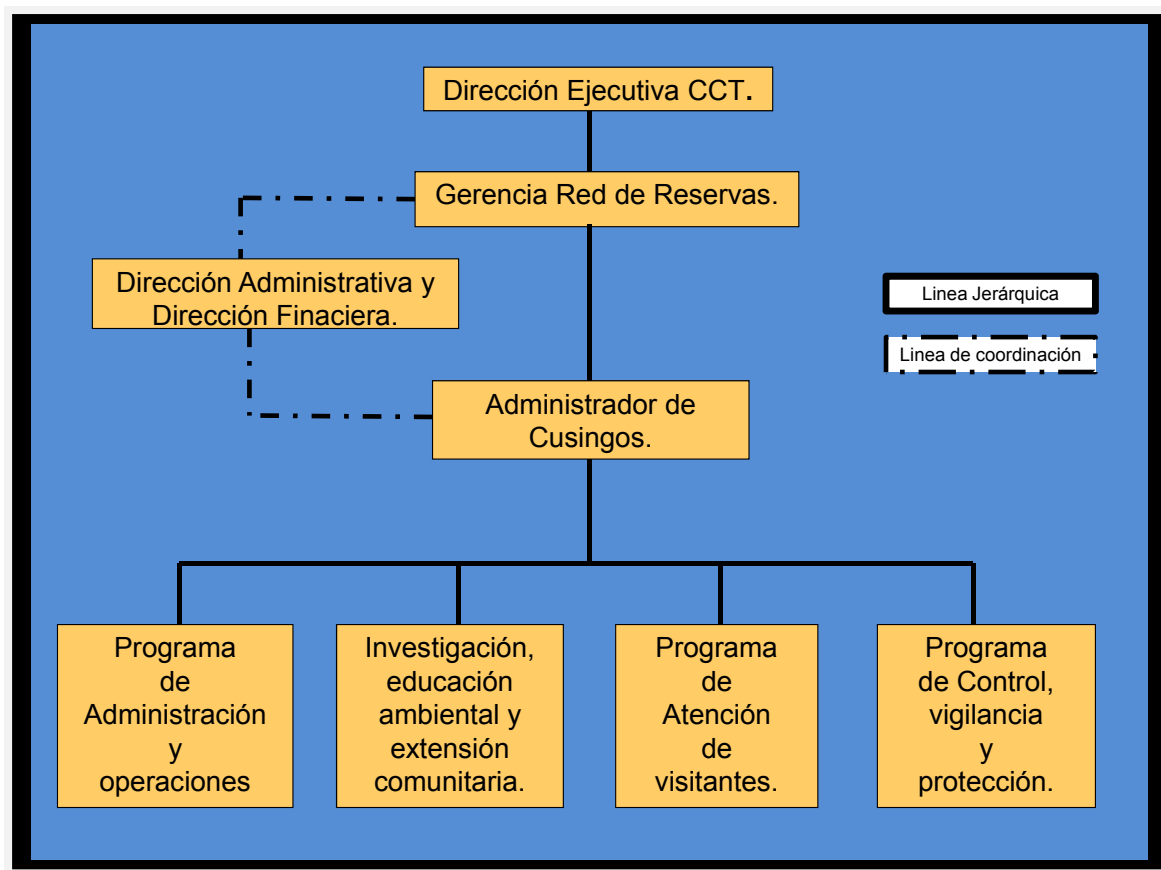 Dirección Ejecutiva CCT.
Gerencia Red de Reservas.
Dirección Administrativa y
Dirección Finaciera.
Linea Jerárquica
Linea de coordinación
Administrador de
Cusingos.
Programa
de
Administración
y
operaciones
Investigación,
educación
ambiental y
extensión
comunitaria.
Programa
de
Atención
de
visitantes.
Programa
de Control,
vigilancia
y
protección.